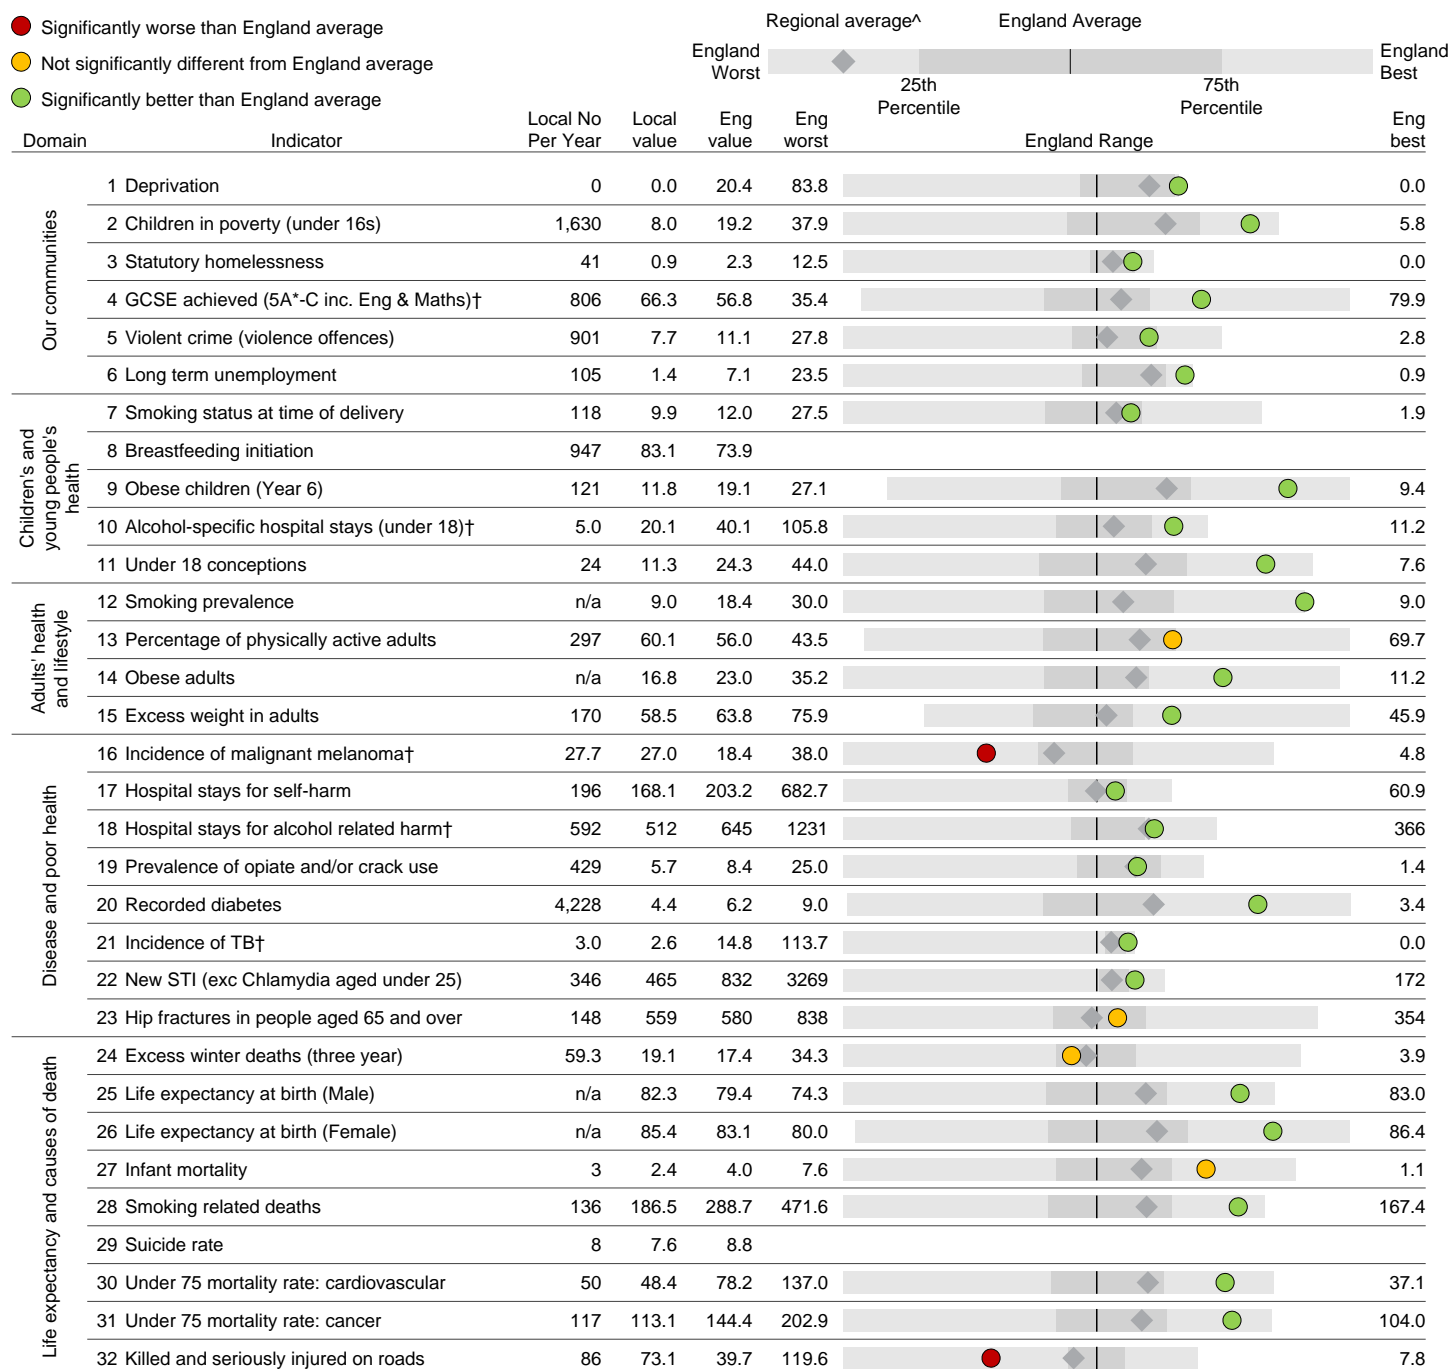 Significantly worse than England average
Not significantly different from England average
Significantly better than England average
Regional average^ England Average
England Worst England Best
25th Percentile 75th Percentile
Domain Indicator Local No Per Year Local value Eng value Eng worst England Range Eng best
Our communities
1 Deprivation 0 0.0 20.4 83.8 0.0
2 Children in poverty (under 16s) 1,630 8.0 19.2 37.9 5.8
3 Statutory homelessness 41 0.9 2.3 12.5 0.0
4 GCSE achieved (5A*-C inc. Eng & Maths)† 806 66.3 56.8 35.4 79.9
5 Violent crime (violence offences) 901 7.7 11.1 27.8 2.8
6 Long term unemployment 105 1.4 7.1 23.5 0.9
Children's and young people's health
7 Smoking status at time of delivery 118 9.9 12.0 27.5 1.9
8 Breastfeeding initiation 947 83.1 73.9
9 Obese children (Year 6) 121 11.8 19.1 27.1 9.4
10 Alcohol-specific hospital stays (under 18)† 5.0 20.1 40.1 105.8 11.2
11 Under 18 conceptions 24 11.3 24.3 44.0 7.6
Adults' health and lifestyle
12 Smoking prevalence n/a 9.0 18.4 30.0 9.0
13 Percentage of physically active adults 297 60.1 56.0 43.5 69.7
14 Obese adults n/a 16.8 23.0 35.2 11.2
15 Excess weight in adults 170 58.5 63.8 75.9 45.9
Disease and poor health
16 Incidence of malignant melanoma† 27.7 27.0 18.4 38.0 4.8
17 Hospital stays for self-harm 196 168.1 203.2 682.7 60.9
18 Hospital stays for alcohol related harm† 592 512 645 1231 366
19 Prevalence of opiate and/or crack use 429 5.7 8.4 25.0 1.4
20 Recorded diabetes 4,228 4.4 6.2 9.0 3.4
21 Incidence of TB† 3.0 2.6 14.8 113.7 0.0
22 New STI (exc Chlamydia aged under 25) 346 465 832 3269 172
23 Hip fractures in people aged 65 and over 148 559 580 838 354
Life expectancy and causes of death
24 Excess winter deaths (three year) 59.3 19.1 17.4 34.3 3.9
25 Life expectancy at birth (Male) n/a 82.3 79.4 74.3 83.0
26 Life expectancy at birth (Female) n/a 85.4 83.1 80.0 86.4
27 Infant mortality 3 2.4 4.0 7.6 1.1
28 Smoking related deaths 136 186.5 288.7 471.6 167.4
29 Suicide rate 8 7.6 8.8
30 Under 75 mortality rate: cardiovascular 50 48.4 78.2 137.0 37.1
31 Under 75 mortality rate: cancer 117 113.1 144.4 202.9 104.0
32 Killed and seriously injured on roads 86 73.1 39.7 119.6 7.8